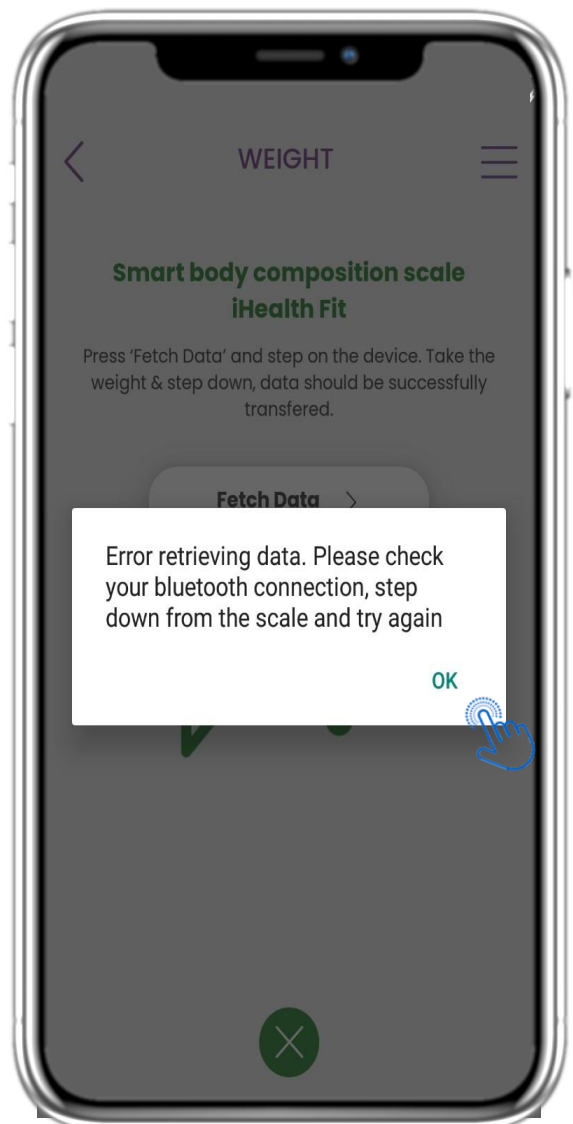 WEIGHT
Smart body composition scale
iHealth Fit
Press ‘Fetch Data’ and step on the device. Take the
weight & step down, data should be successfully
transfered.
Fetch Data
Error retrieving data. Please check
your bluetooth connection, step
down from the scale and try again
OK